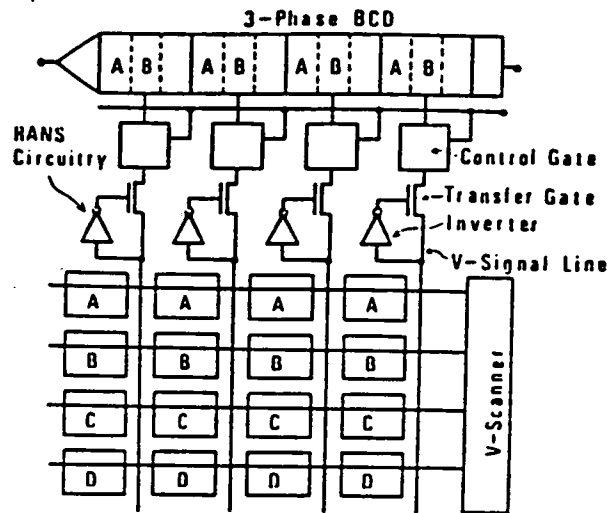 3-Phase BCD
A B A B A B A B
HANS
Circuitry
Control Gate
Transfer Gate
Inverter
V-Signal Line
A A A A
B B B B
C C C C
D D D D
V-Scanner